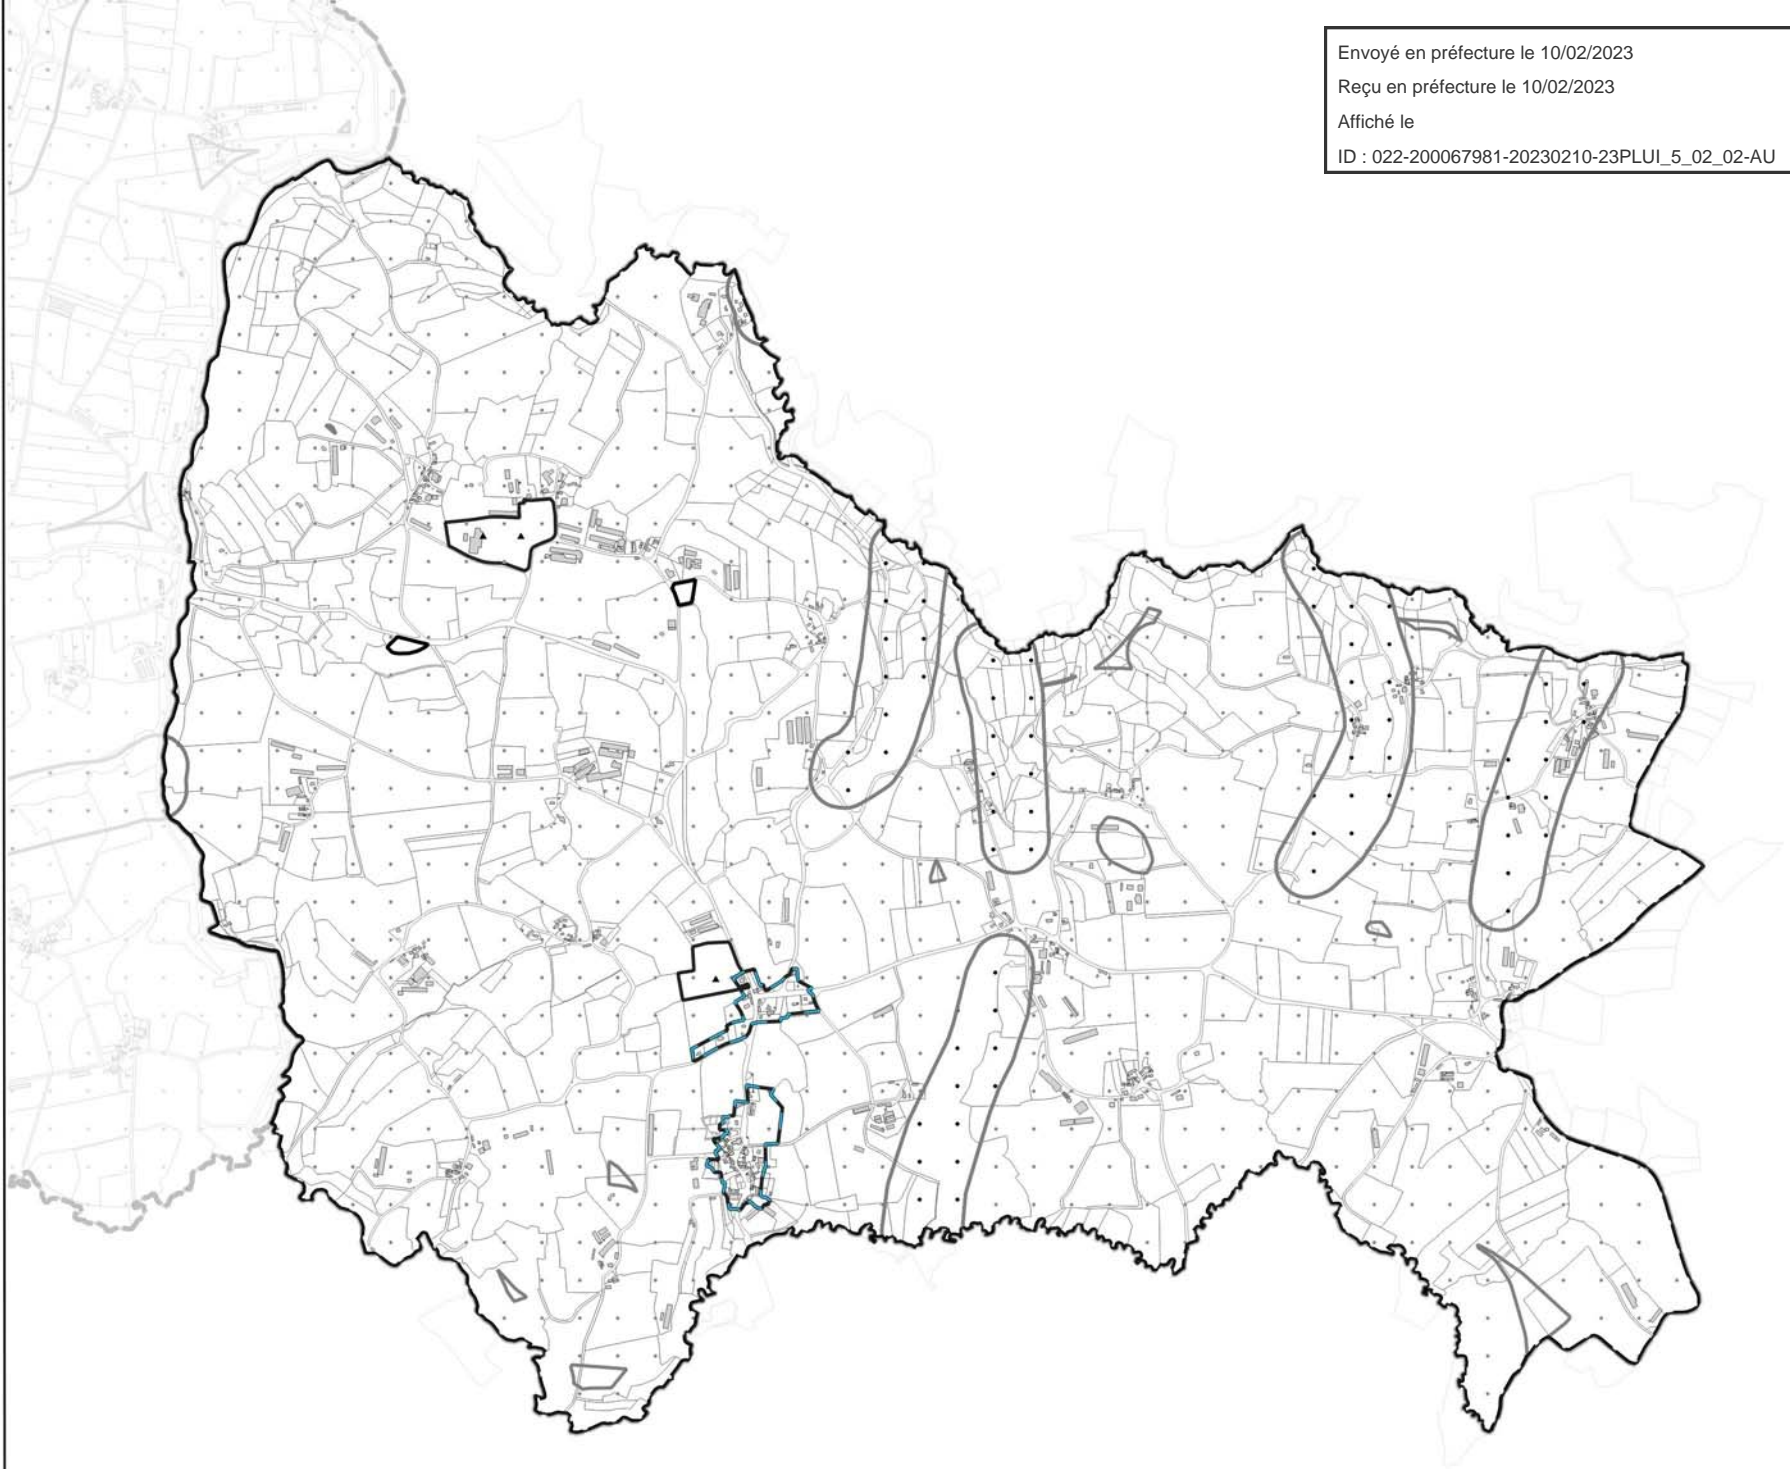 Envoyé en préfecture le 10/02/2023
Reçu en préfecture le 10/02/2023
Affiché le
ID : 022-200067981-20230210-23PLUI_5_02_02-AU